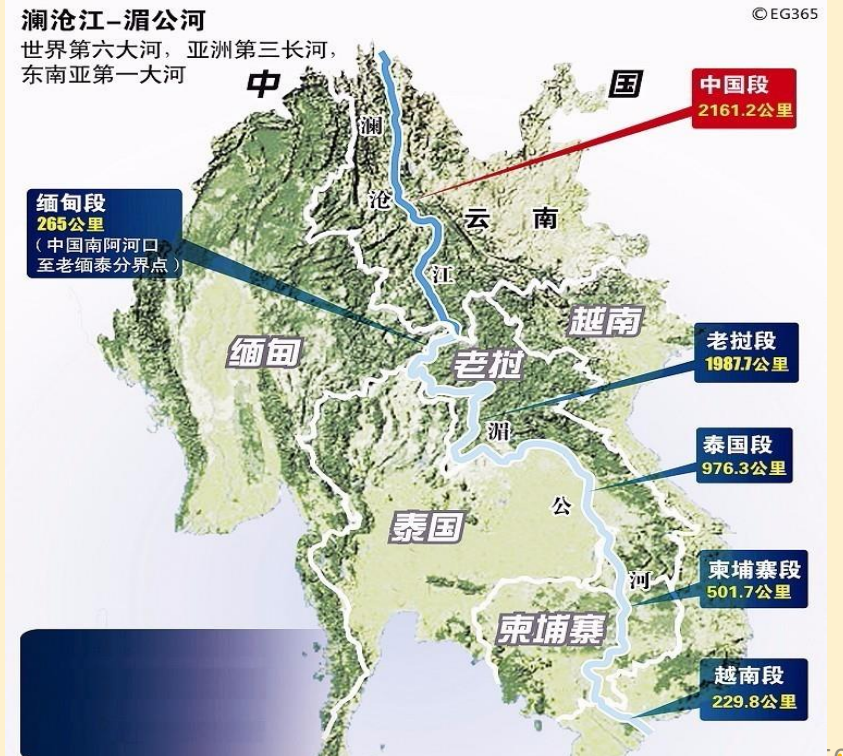 澜沧江-湄公河
©EG365
世界第六大河，亚洲第三长河，
东南亚第一大河
中
国
中国段
2161.2公里
澜
沧
江
云
南
缅甸段
265公里
（中国南阿河口
至老缅泰分界点）
越南
缅甸
老挝
老挝段
1987.7公里
湄
泰国段
976.3公里
公
泰国
河
柬埔寨段
501.7公里
柬埔寨
越南段
229.8公里